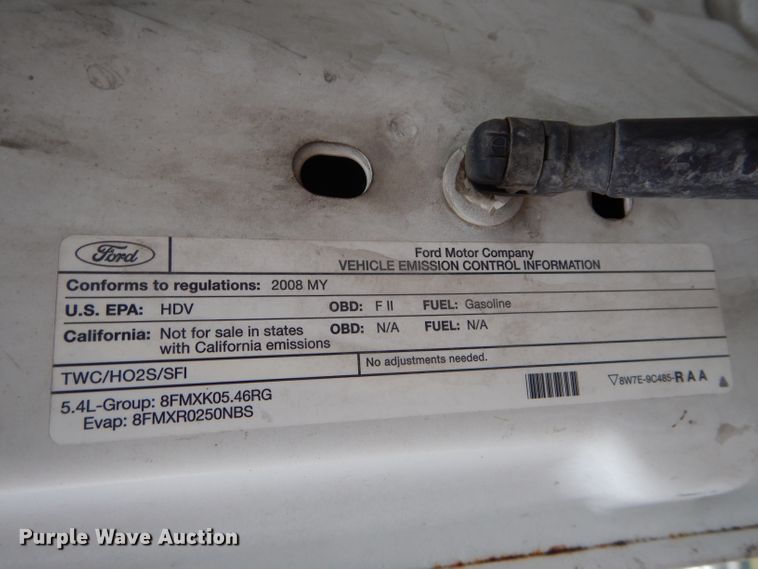 Ford
Ford Motor Company
VEHICLE EMISSION CONTROL INFORMATION
Conforms to regulations: 2008 MY
U.S. EPA: HDV OBD: F II FUEL: Gasoline
California: Not for sale in states with California emissions OBD: N/A FUEL: N/A
TWC/HO2S/SFI No adjustments needed.
5.4L-Group: 8FMXK05.46RG
Evap: 8FMXR0250NBS
▽8W7E-9C485-RAA
Purple Wave Auction